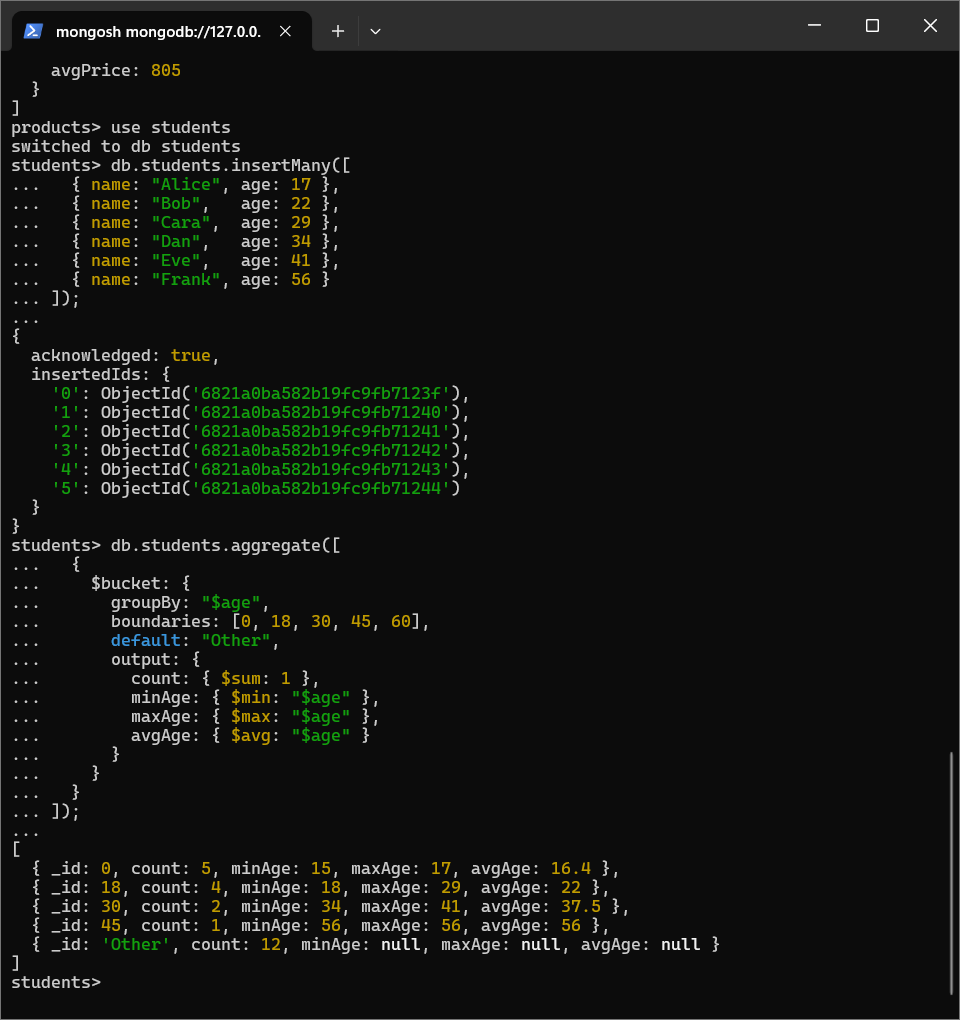 mongosh mongodb://127.0.0.
    avgPrice: 805
  }
]
products> use students
switched to db students
students> db.students.insertMany([
...   { name: "Alice", age: 17 },
...   { name: "Bob",   age: 22 },
...   { name: "Cara",  age: 29 },
...   { name: "Dan",   age: 34 },
...   { name: "Eve",   age: 41 },
...   { name: "Frank", age: 56 }
... ]);
...
{
  acknowledged: true,
  insertedIds: {
    '0': ObjectId('6821a0ba582b19fc9fb7123f'),
    '1': ObjectId('6821a0ba582b19fc9fb71240'),
    '2': ObjectId('6821a0ba582b19fc9fb71241'),
    '3': ObjectId('6821a0ba582b19fc9fb71242'),
    '4': ObjectId('6821a0ba582b19fc9fb71243'),
    '5': ObjectId('6821a0ba582b19fc9fb71244')
  }
}
students> db.students.aggregate([
...   {
...     $bucket: {
...       groupBy: "$age",
...       boundaries: [0, 18, 30, 45, 60],
...       default: "Other",
...       output: {
...         count: { $sum: 1 },
...         minAge: { $min: "$age" },
...         maxAge: { $max: "$age" },
...         avgAge: { $avg: "$age" }
...       }
...     }
...   }
... ]);
...
[
  { _id: 0, count: 5, minAge: 15, maxAge: 17, avgAge: 16.4 },
  { _id: 18, count: 4, minAge: 18, maxAge: 29, avgAge: 22 },
  { _id: 30, count: 2, minAge: 34, maxAge: 41, avgAge: 37.5 },
  { _id: 45, count: 1, minAge: 56, maxAge: 56, avgAge: 56 },
  { _id: 'Other', count: 12, minAge: null, maxAge: null, avgAge: null }
]
students>